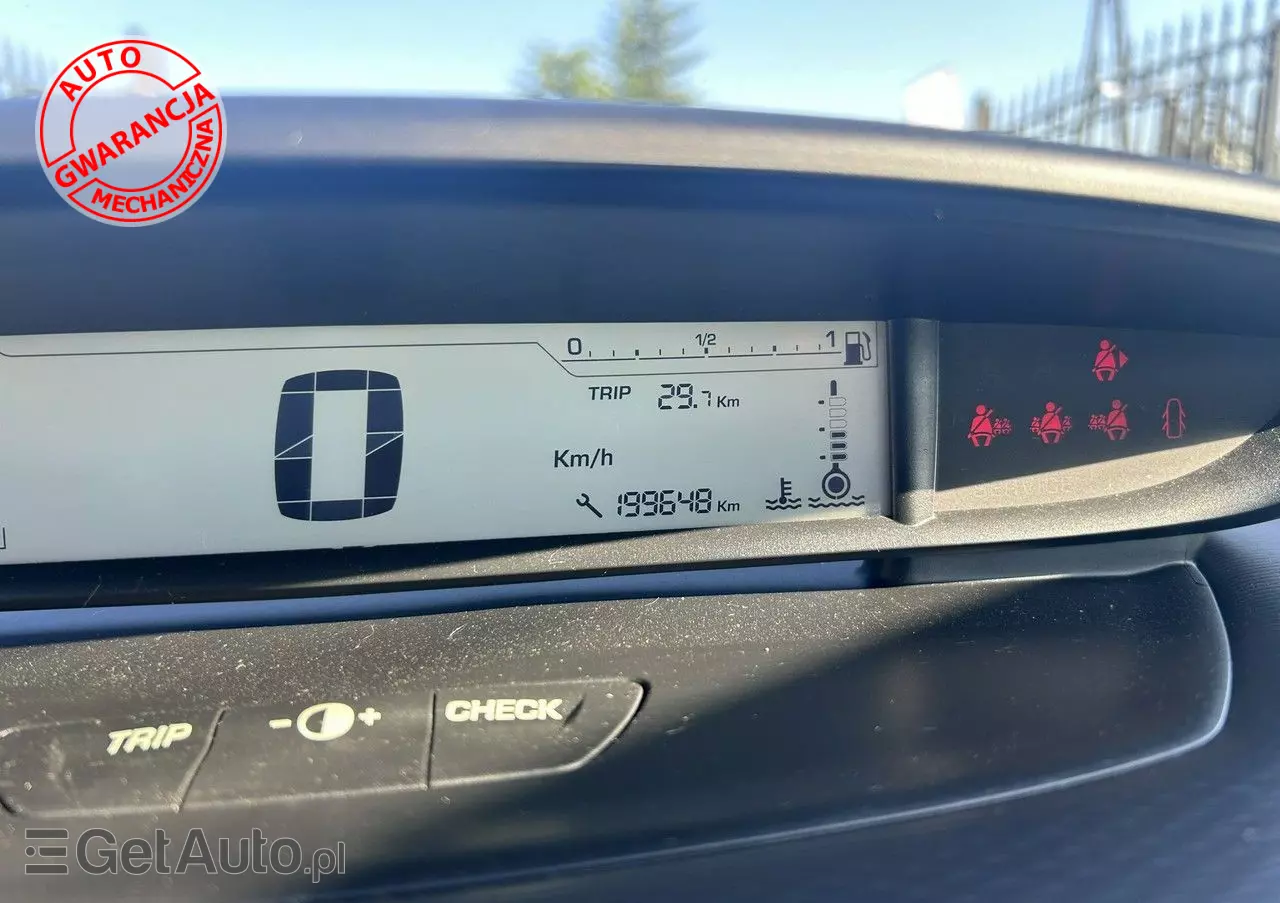 AUTO
GWARANCJA
MECHANICZNA
0 1/2 1
TRIP 29.7 Km
0
Km/h
199648 Km
TRIP
- +
CHECK
GetAuto.pl